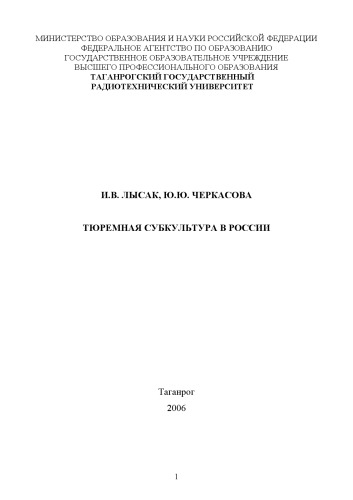 МИНИСТЕРСТВО ОБРАЗОВАНИЯ И НАУКИ РОССИЙСКОЙ ФЕДЕРАЦИИ
ФЕДЕРАЛЬНОЕ АГЕНТСТВО ПО ОБРАЗОВАНИЮ
ГОСУДАРСТВЕННОЕ ОБРАЗОВАТЕЛЬНОЕ УЧРЕЖДЕНИЕ
ВЫСШЕГО ПРОФЕССИОНАЛЬНОГО ОБРАЗОВАНИЯ
ТАГАНРОГСКИЙ ГОСУДАРСТВЕННЫЙ
РАДИОТЕХНИЧЕСКИЙ УНИВЕРСИТЕТ
И.В. ЛЫСАК, Ю.Ю. ЧЕРКАСОВА
ТЮРЕМНАЯ СУБКУЛЬТУРА В РОССИИ
Таганрог
2006
1